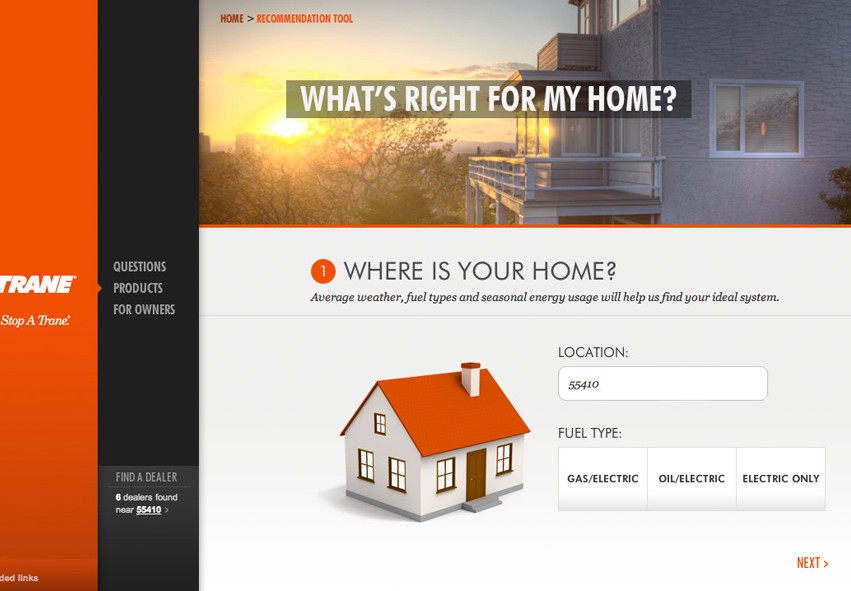 HOME > RECOMMENDATION TOOL
WHAT'S RIGHT FOR MY HOME?
TRANE
Stop A Trane.®
QUESTIONS
PRODUCTS
FOR OWNERS
FIND A DEALER
6 dealers found
near 55410 >
links
1 WHERE IS YOUR HOME?
Average weather, fuel types and seasonal energy usage will help us find your ideal system.
LOCATION:
55410
FUEL TYPE:
GAS/ELECTRIC OIL/ELECTRIC ELECTRIC ONLY
NEXT >